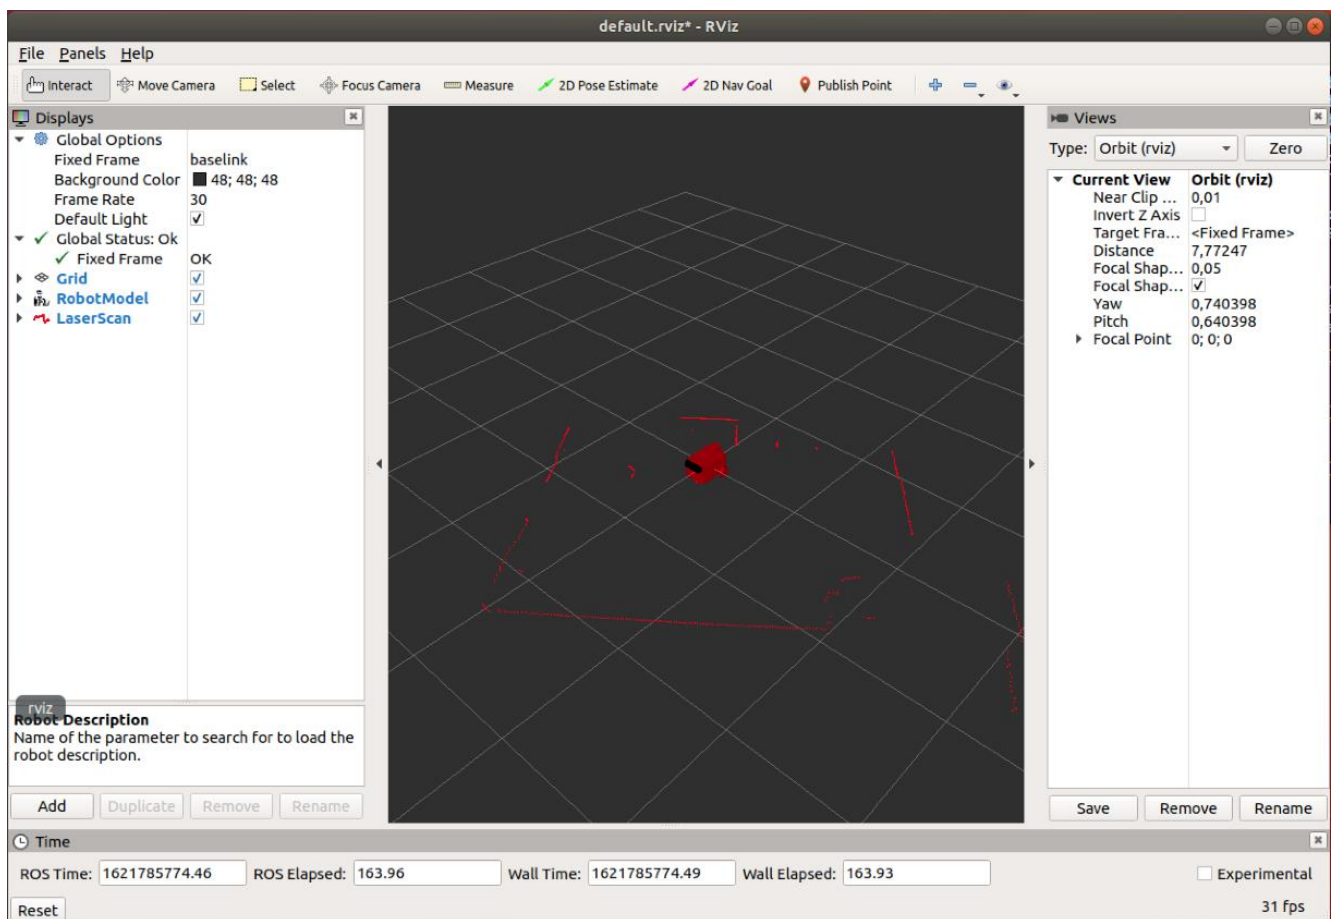 default.rviz* - RViz
File Panels Help
Interact Move Camera Select Focus Camera Measure 2D Pose Estimate 2D Nav Goal Publish Point
Displays
Global Options
Fixed Frame baselink
Background Color 48; 48; 48
Frame Rate 30
Default Light
Global Status: Ok
Fixed Frame OK
Grid
RobotModel
LaserScan
rviz
Robot Description
Name of the parameter to search for to load the
robot description.
Add Duplicate Remove Rename
Views
Type: Orbit (rviz) Zero
Current View Orbit (rviz)
Near Clip ... 0,01
Invert Z Axis
Target Fra... <Fixed Frame>
Distance 7,77247
Focal Shap... 0,05
Focal Shap...
Yaw 0,740398
Pitch 0,640398
Focal Point 0; 0; 0
Save Remove Rename
Time
ROS Time: 1621785774.46 ROS Elapsed: 163.96 Wall Time: 1621785774.49 Wall Elapsed: 163.93 Experimental
Reset 31 fps